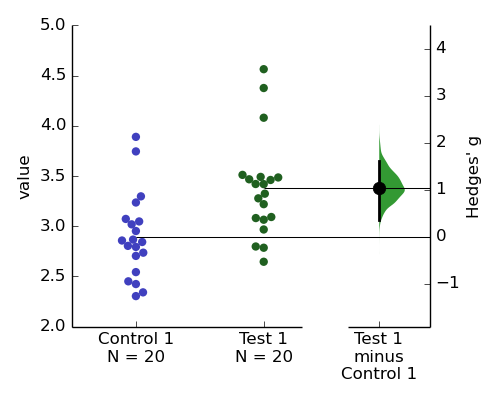 5.0
4.5
4.0
3.5
3.0
2.5
2.0
value
4
3
2
1
0
−1
Hedges' g
Control 1
N = 20
Test 1
N = 20
Test 1
minus
Control 1